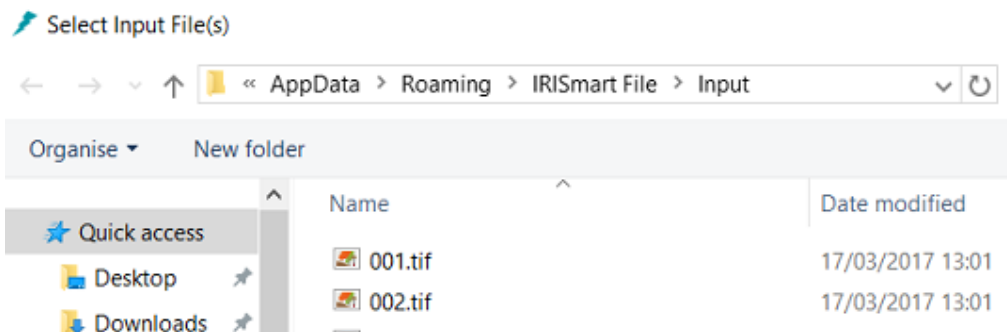 Select Input File(s)
« AppData > Roaming > IRISmart File > Input
Organise New folder
Name Date modified
Quick access
001.tif 17/03/2017 13:01
Desktop
002.tif 17/03/2017 13:01
Downloads